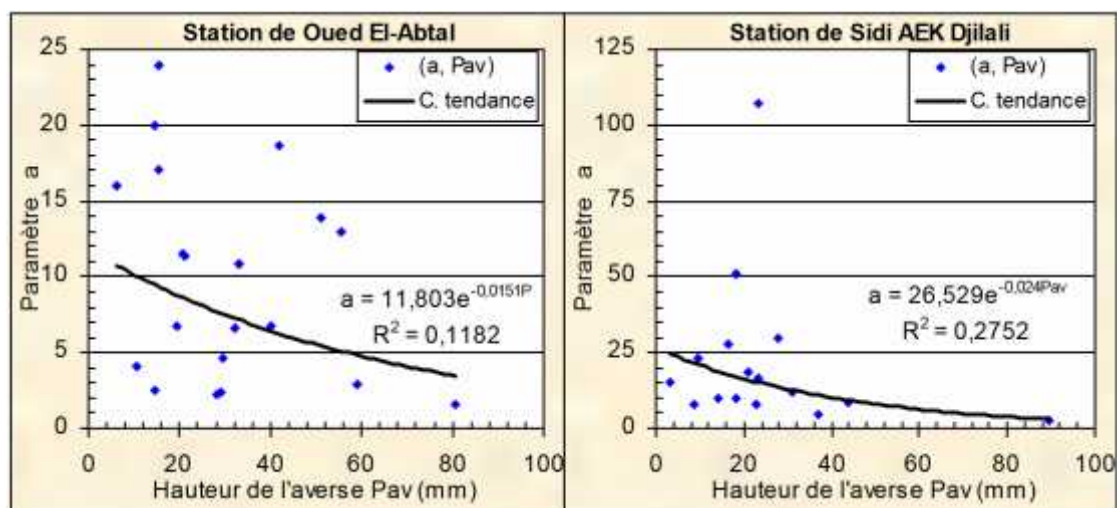 Station de Oued El-Abtal
25
20
15
10
5
0
Paramètre a
(a, Pav)
C. tendance
a = 11,803e^-0,0151P
R² = 0,1182
0 20 40 60 80 100
Hauteur de l'averse Pav (mm)
Station de Sidi AEK Djilali
125
100
75
50
25
0
Paramètre a
(a, Pav)
C. tendance
a = 26,529e^-0,024Pav
R² = 0,2752
0 20 40 60 80 100
Hauteur de l'averse Pav (mm)